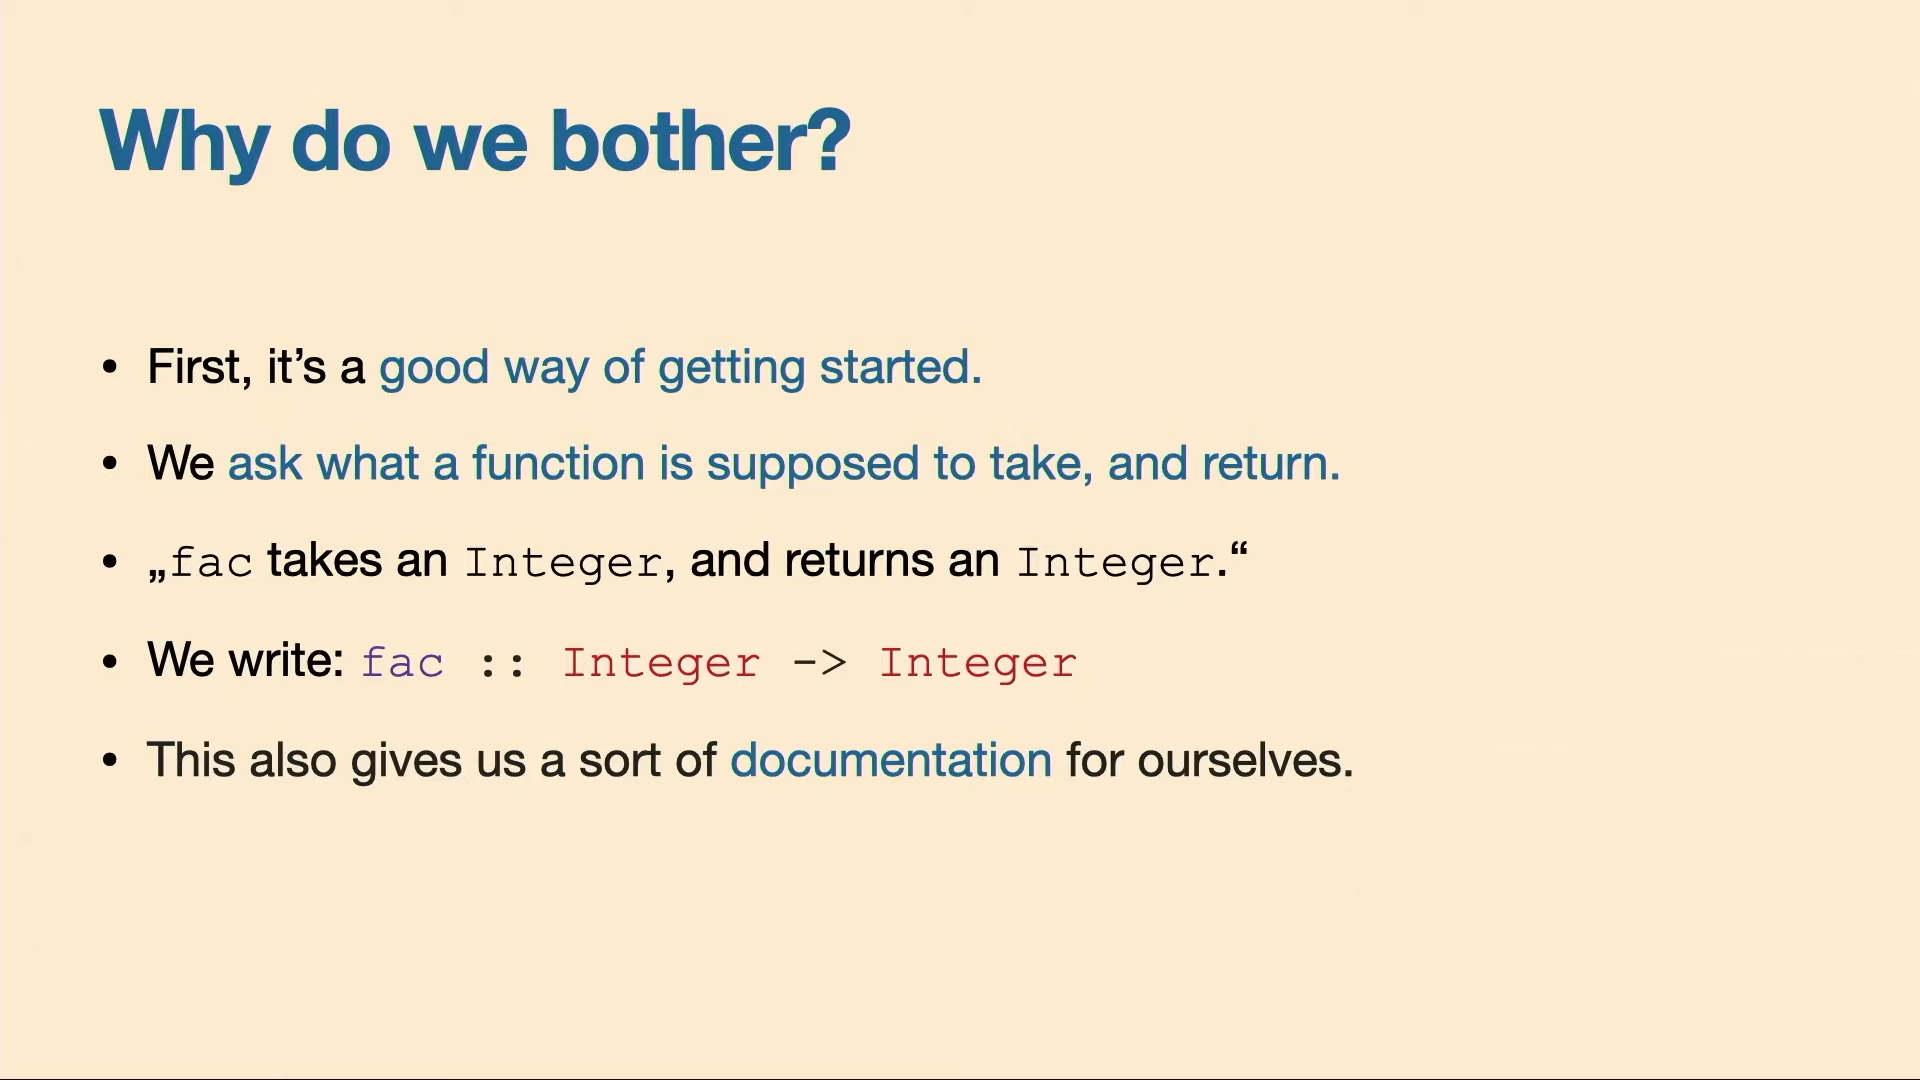 Why do we bother?
• First, it’s a good way of getting started.
• We ask what a function is supposed to take, and return.
• „fac takes an Integer, and returns an Integer.“
• We write: fac :: Integer -> Integer
• This also gives us a sort of documentation for ourselves.